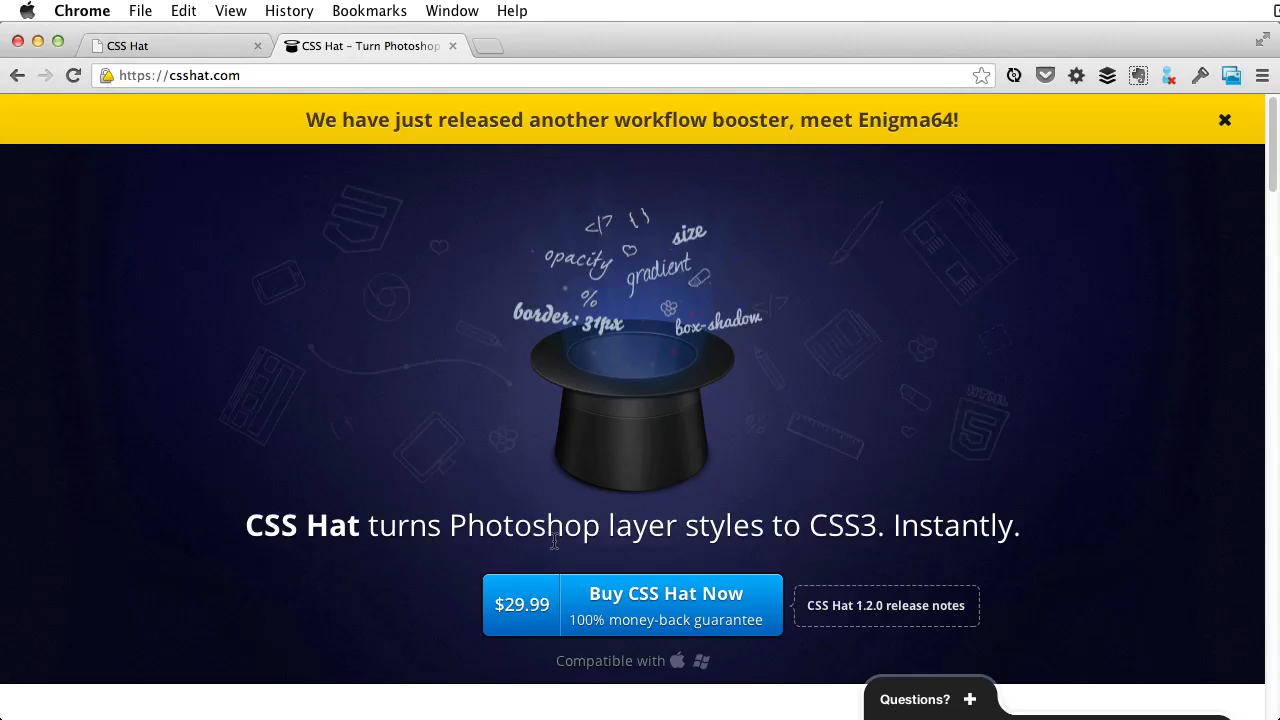 Chrome File Edit View History Bookmarks Window Help
CSS Hat
CSS Hat – Turn Photoshop
https://csshat.com
We have just released another workflow booster, meet Enigma64!
</> { }
size
opacity
gradient
%
border: 31px
box-shadow
</>
HTML
5
CSS Hat turns Photoshop layer styles to CSS3. Instantly.
$29.99
Buy CSS Hat Now
100% money-back guarantee
CSS Hat 1.2.0 release notes
Compatible with
Questions? +